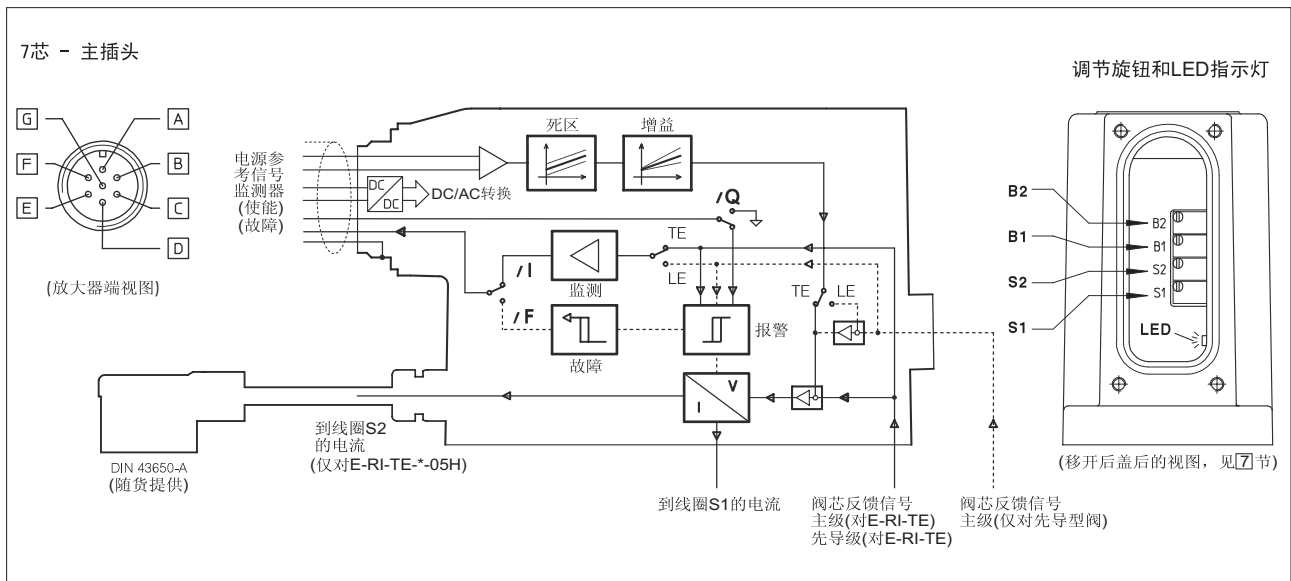 7芯 - 主插头
G
A
F
B
E
C
D
(放大器端视图)
电源参
考信号
监测器
(使能)
(故障)
DC
DC
DC/AC转换
死区
增益
/Q
TE
LE
/I
监测
/F
故障
报警
TE
LE
V
I
DIN 43650-A
(随货提供)
到线圈S2
的电流
(仅对E-RI-TE-*-05H)
到线圈S1的电流
阀芯反馈信号
主级(对E-RI-TE)
先导级(对E-RI-TE)
阀芯反馈信号
主级(仅对先导型阀)
调节旋钮和LED指示灯
B2
B1
S2
S1
B2
B1
S2
S1
LED
(移开后盖后的视图，见7节)